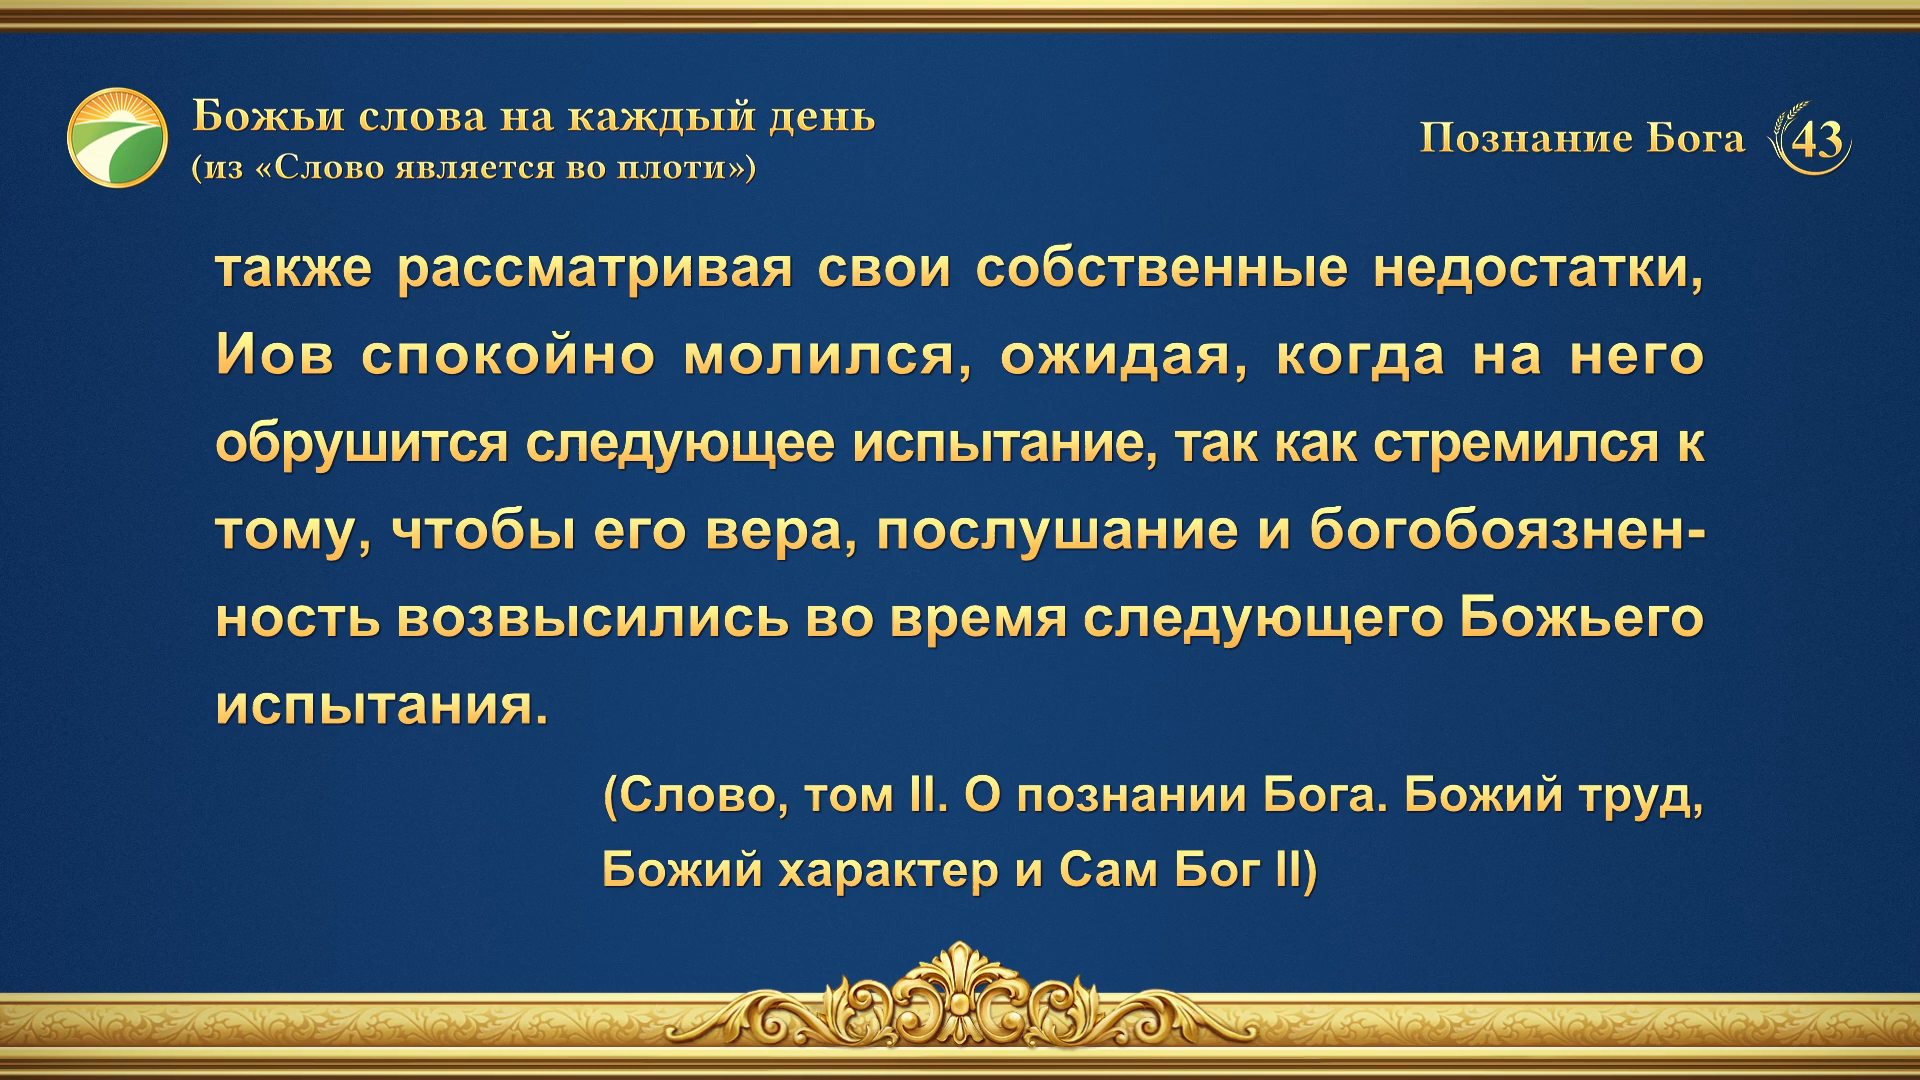 Божьи слова на каждый день
(из «Слово является во плоти»)
Познание Бога 43
также рассматривая свои собственные недостатки,
Иов спокойно молился, ожидая, когда на него
обрушится следующее испытание, так как стремился к
тому, чтобы его вера, послушание и богобоязнен-
ность возвысились во время следующего Божьего
испытания.
(Слово, том II. О познании Бога. Божий труд,
Божий характер и Сам Бог II)